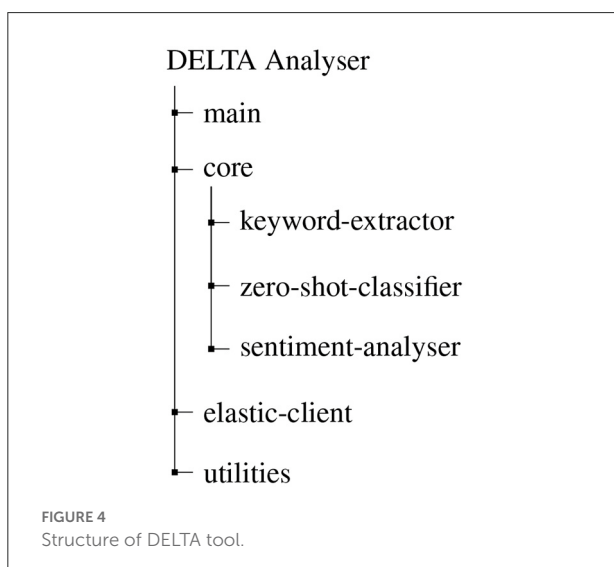 DELTA Analyser
main
core
keyword-extractor
zero-shot-classifier
sentiment-analyser
elastic-client
utilities
FIGURE 4
Structure of DELTA tool.